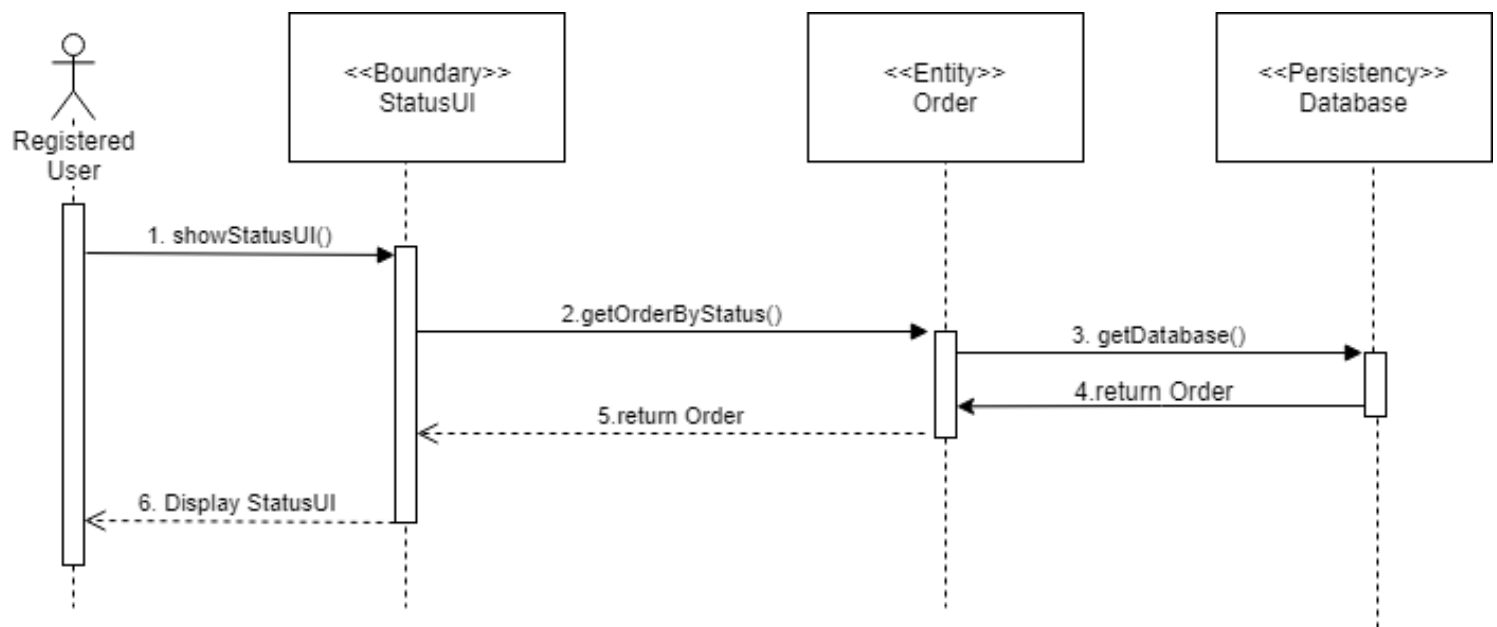 <<Boundary>>
StatusUI
<<Entity>>
Order
<<Persistency>>
Database
Registered
User
1. showStatusUI()
2.getOrderByStatus()
3. getDatabase()
4.return Order
5.return Order
6. Display StatusUI